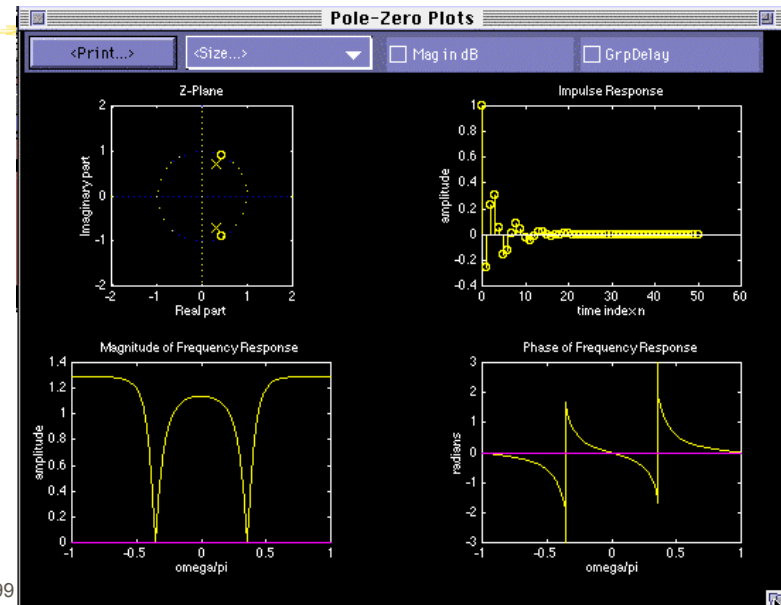 Pole-Zero Plots
<Print...> <Size...> Mag in dB GrpDelay
Z-Plane
2
1
0
-1
-2
-2 -1 0 1 2
Imaginary part
Real part
Impulse Response
1
0.8
0.6
0.4
0.2
0
-0.2
-0.4
0 10 20 30 40 50 60
amplitude
time index n
Magnitude of Frequency Response
1.4
1.2
1
0.8
0.6
0.4
0.2
0
-1 -0.5 0 0.5 1
amplitude
omega/pi
Phase of Frequency Response
3
2
1
0
-1
-2
-3
-1 -0.5 0 0.5 1
radians
omega/pi
99